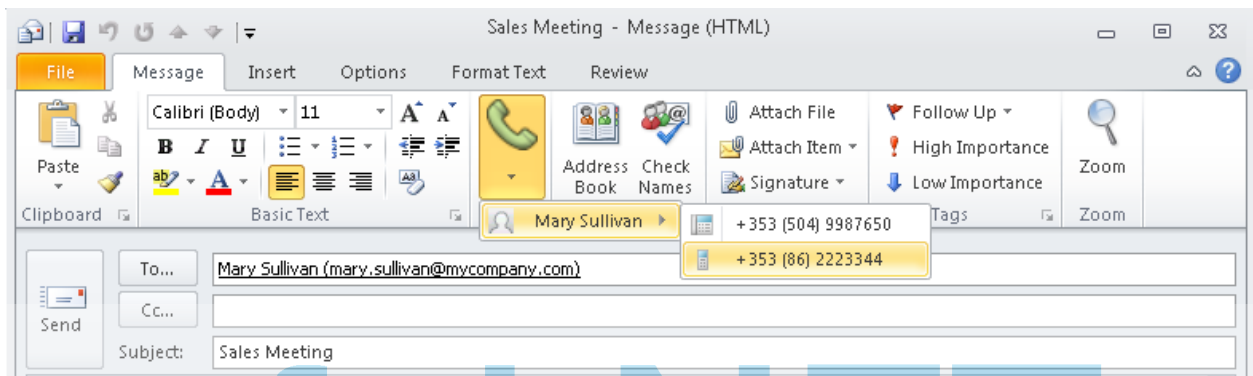 Sales Meeting - Message (HTML)
File Message Insert Options Format Text Review
Calibri (Body) 11 A A Attach File Follow Up
Paste B I U Address Book Check Names Attach Item High Importance Zoom
ab A Aa Signature Low Importance
Clipboard Basic Text Tags Zoom
Mary Sullivan +353 (504) 9987650
+353 (86) 2223344
To... Mary Sullivan (mary.sullivan@mycompany.com)
Cc...
Send
Subject: Sales Meeting